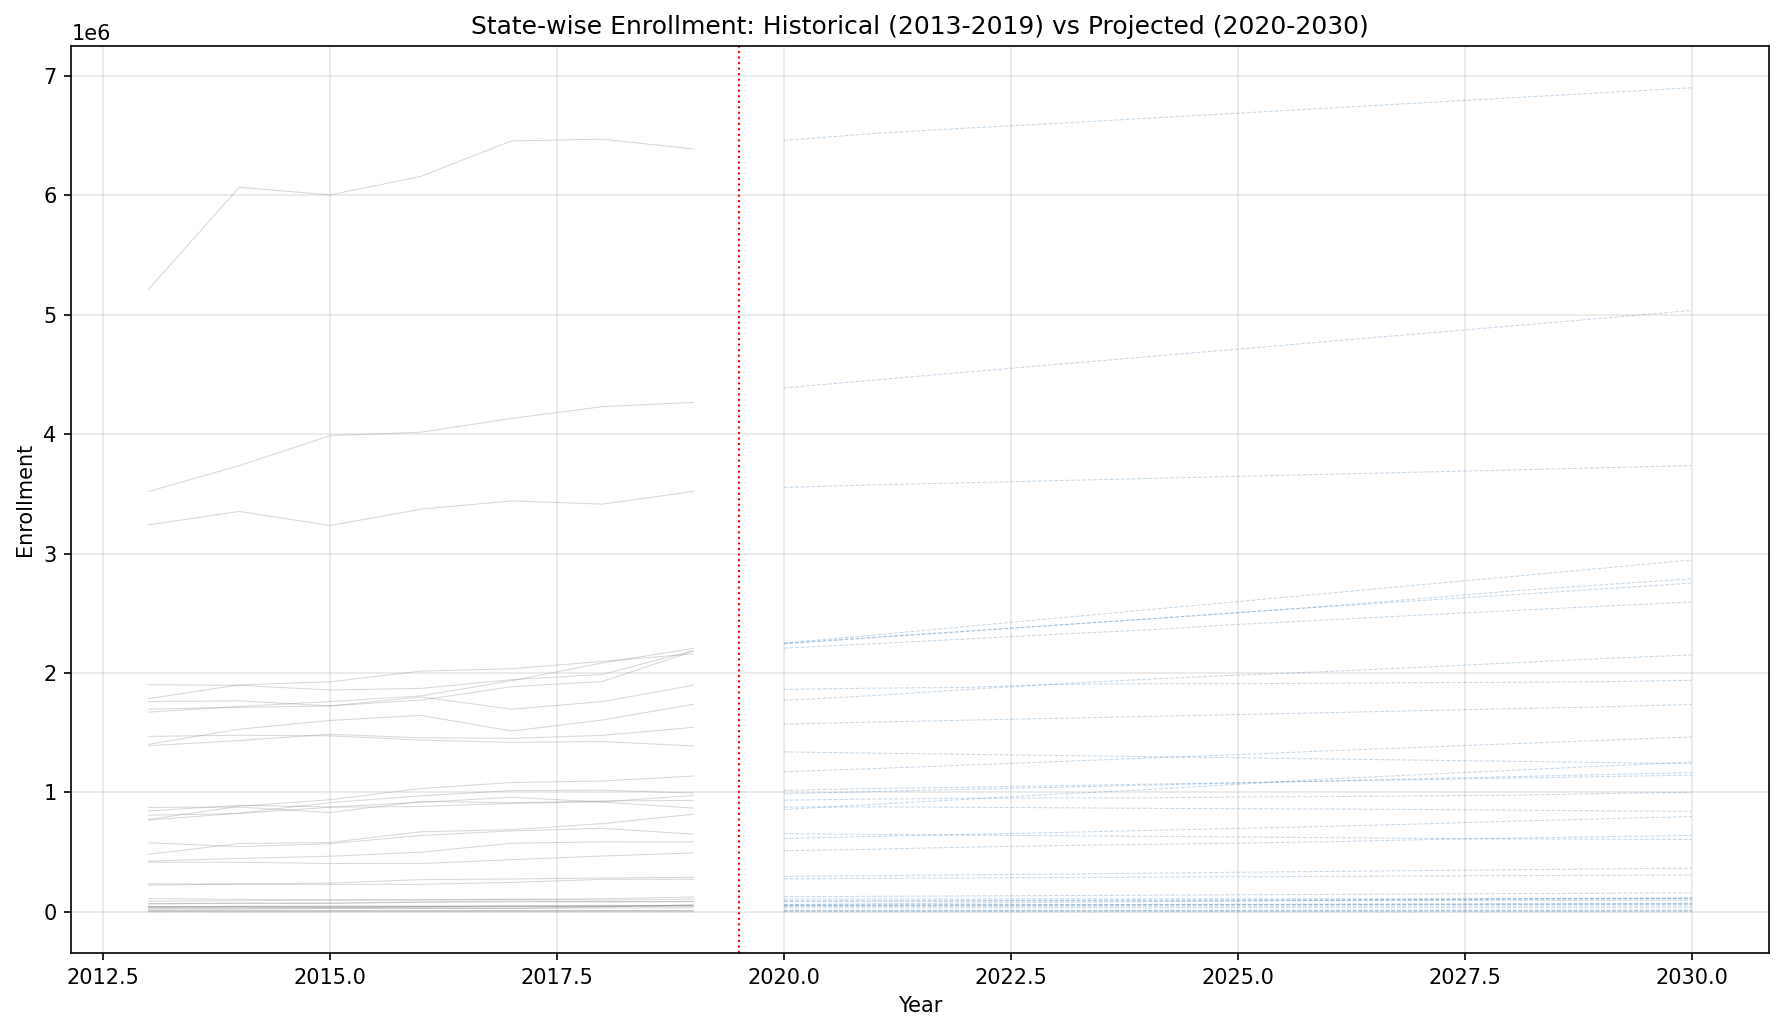 State-wise Enrollment: Historical (2013-2019) vs Projected (2020-2030)
1e6
7
6
5
4
3
2
1
0
Enrollment
2012.5 2015.0 2017.5 2020.0 2022.5 2025.0 2027.5 2030.0
Year